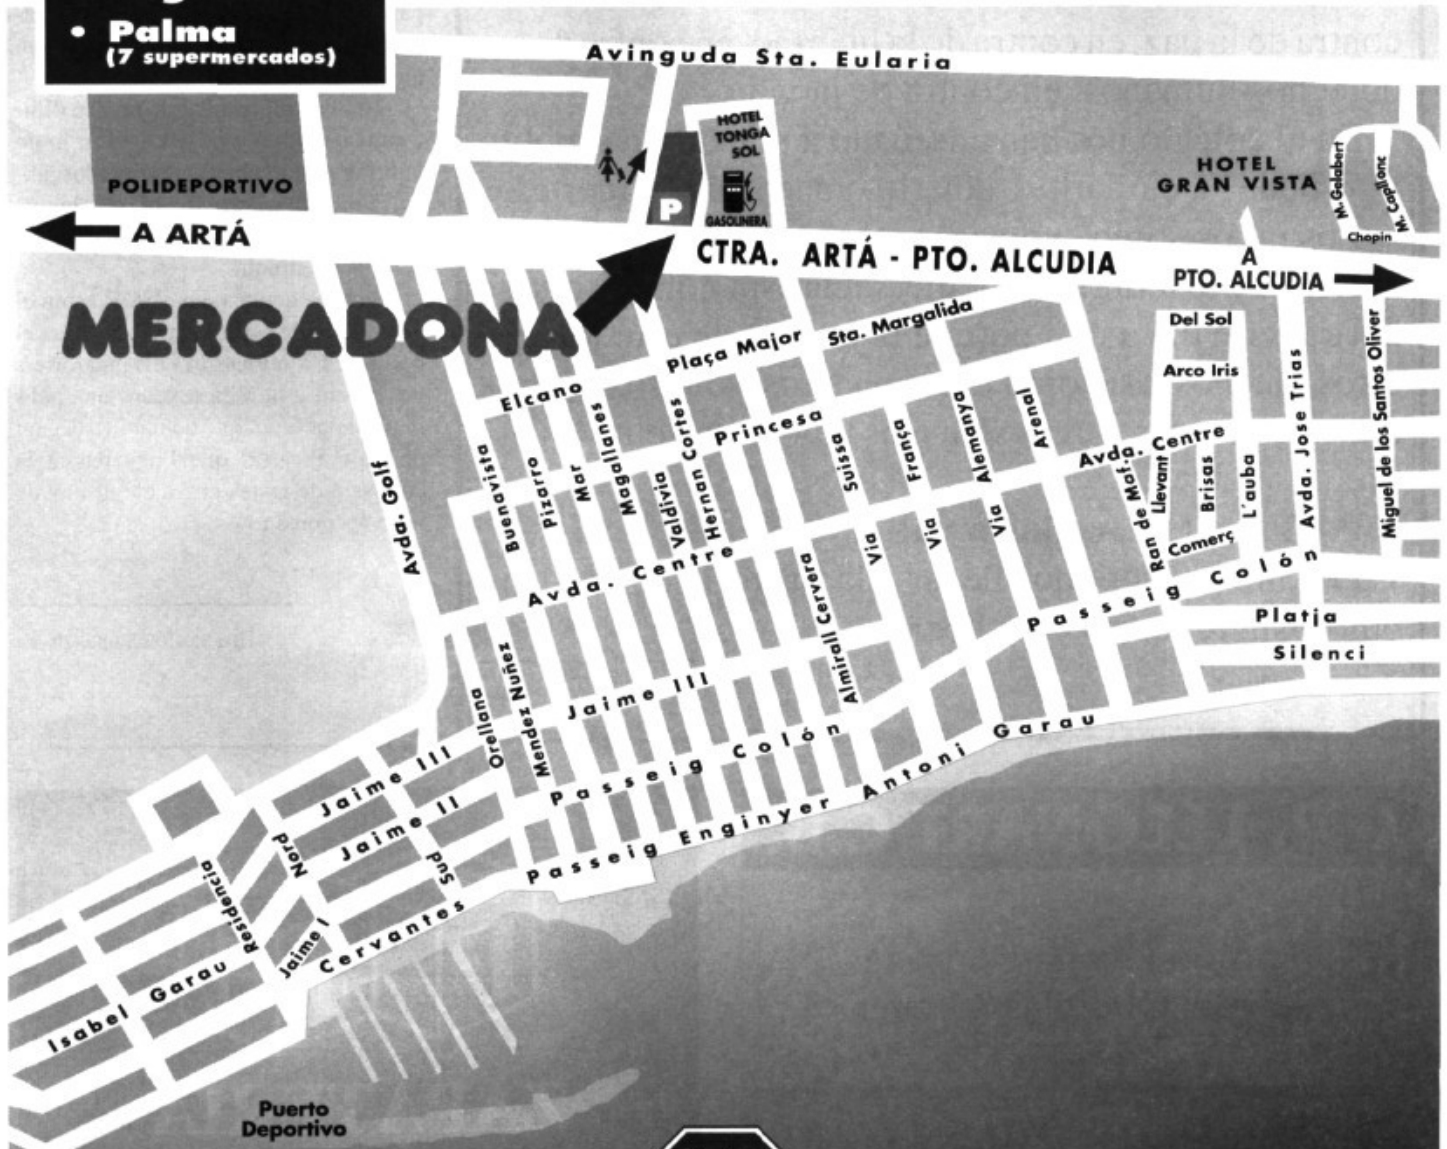 • Palma
(7 supermercados)
Avinguda Sta. Eularia
HOTEL
TONGA
SOL
GASOLINERA
P
POLIDEPORTIVO
HOTEL
GRAN VISTA
M. Gelabert
M. Capllonc
Chopin
A ARTÁ
CTRA. ARTÁ - PTO. ALCUDIA
A
PTO. ALCUDIA
MERCADONA
Elcano
Plaça Major
Sta. Margalida
Princesa
Del Sol
Arco Iris
Avda. Golf
Buenavista
Pizarro
Mar
Magallanes
Valdivia
Hernan Cortes
Suissa
França
Alemanya
Arenal
Via
Via
Via
Avda. Centre
Avda. Centre
Ran de Mar.
Llevant
Brisas
L'auba
Avda. Jose Trias
Miguel de los Santos Oliver
Comerç
Passeig Colón
Platja
Silenci
Almirall Cervera
Orellana
Mendez Nuñez
Jaime III
Passeig Colón
Passeig Enginyer Antoni Garau
Jaime III
Jaime II
Nord
Sud
Residencia
Jaime I
Cervantes
Isabel Garau
Puerto
Deportivo